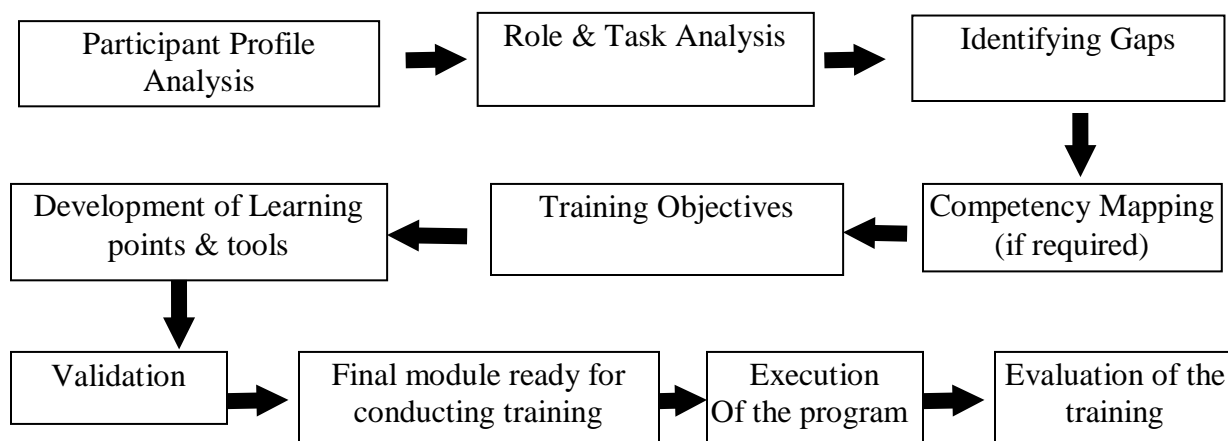 Participant Profile
Analysis
Role & Task Analysis
Identifying Gaps
Competency Mapping
(if required)
Training Objectives
Development of Learning
points & tools
Validation
Final module ready for
conducting training
Execution
Of the program
Evaluation of the
training